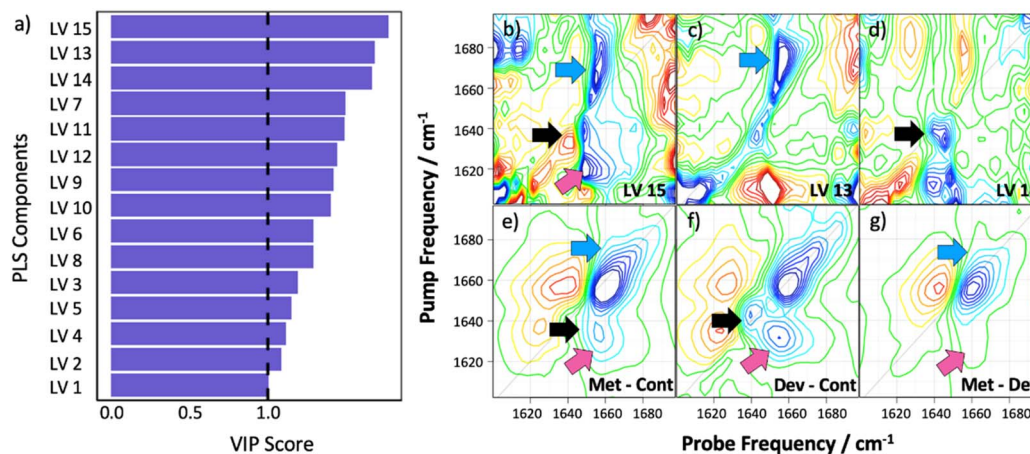 a)
PLS Components
LV 15
LV 13
LV 14
LV 7
LV 11
LV 12
LV 9
LV 10
LV 6
LV 8
LV 3
LV 5
LV 4
LV 2
LV 1
0.0 0.5 1.0
VIP Score
Pump Frequency / cm⁻¹
b) c) d)
1680
1660
1640
1620
LV 15 LV 13 LV 1
e) f) g)
1680
1660
1640
1620
Met - Cont Dev - Cont Met - De
1620 1640 1660 1680 1620 1640 1660 1680 1620 1640 1660 1680
Probe Frequency / cm⁻¹